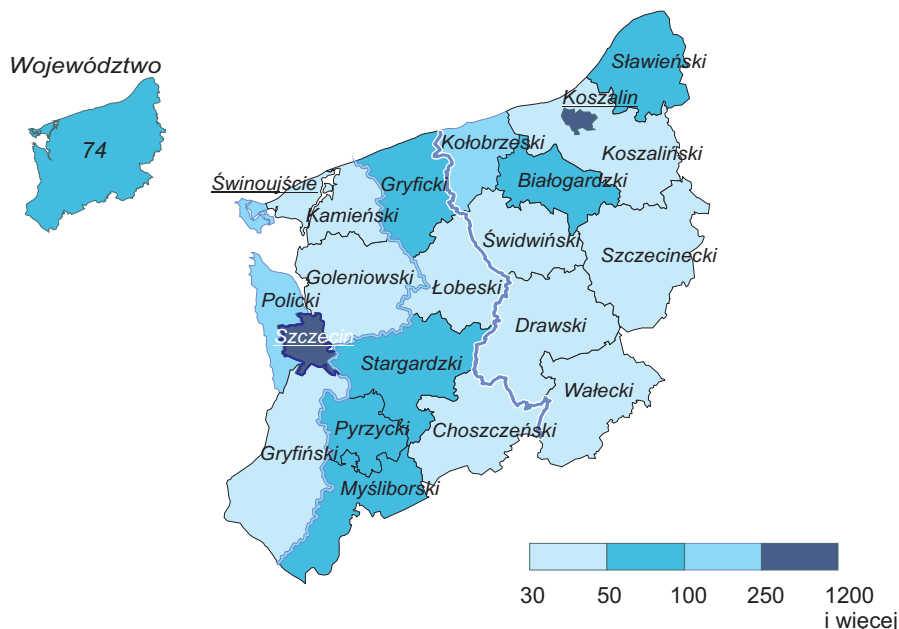 Województwo
74
Sławieński
Koszalin
Kołobrzeski
Koszaliński
Świnoujście
Gryficki
Białogardzki
Kamieński
Świdwiński
Szczecinecki
Goleniowski
Łobeski
Policki
Drawski
Szczecin
Stargardzki
Wałecki
Pyrzycki
Choszczeński
Gryfiński
Myśliborski
30 50 100 250 1200
i wiecej